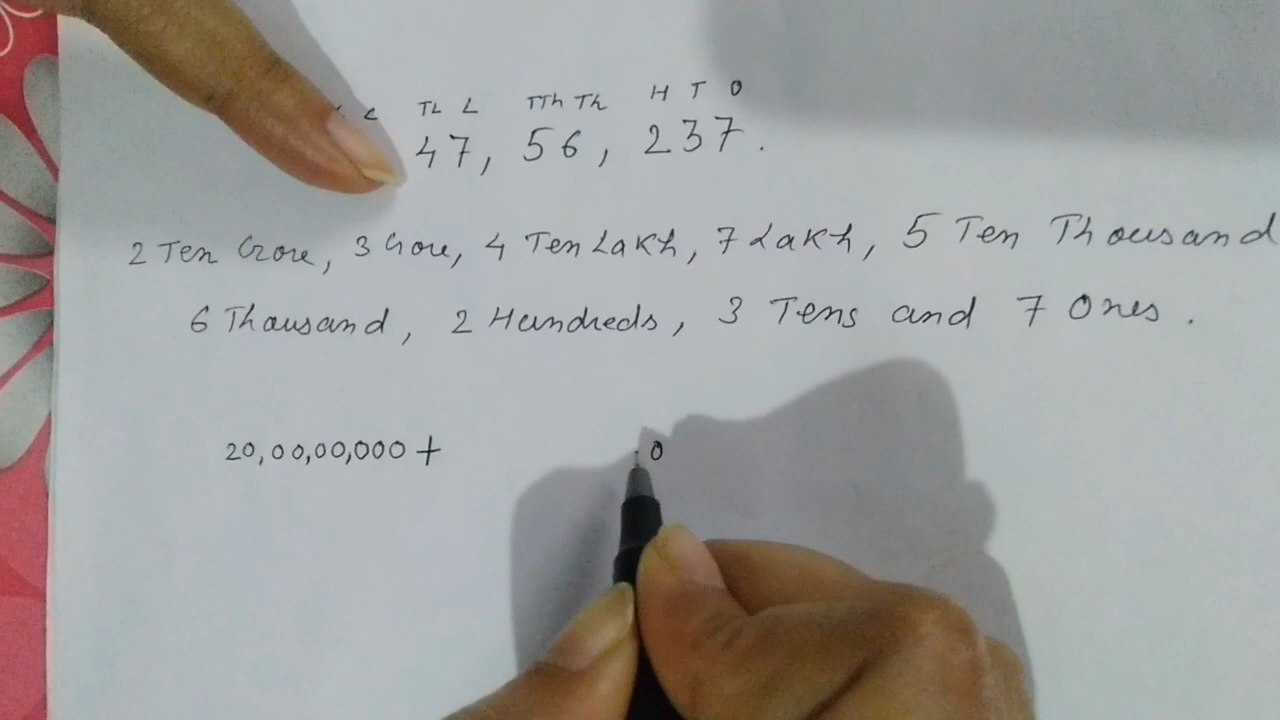 C TL L TTh Th H T O
47, 56, 237.
2 Ten Crore, 3 Crore, 4 Ten Lakh, 7 Lakh, 5 Ten Thousand
6 Thousand, 2 Hundreds, 3 Tens and 7 Ones.
20,00,00,000 + 0